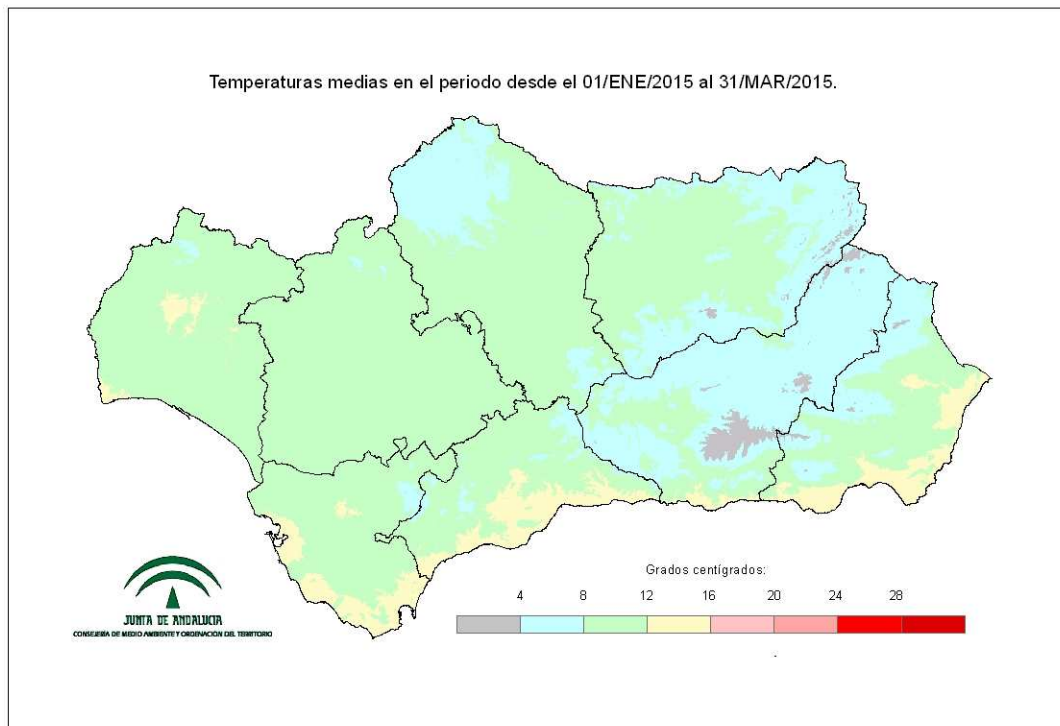 Temperaturas medias en el periodo desde el 01/ENE/2015 al 31/MAR/2015.
Grados centígrados:
4 8 12 16 20 24 28
JUNTA DE ANDALUCIA
CONSEJERÍA DE MEDIO AMBIENTE Y ORDENACIÓN DEL TERRITORIO